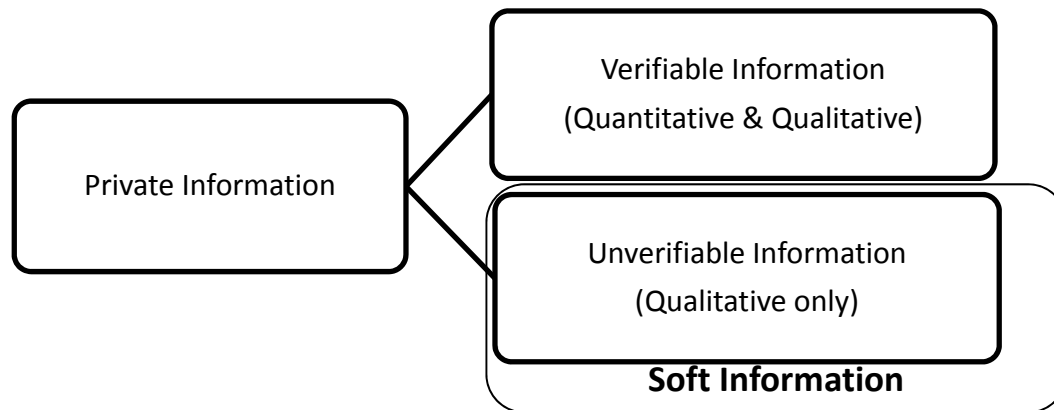 Verifiable Information
(Quantitative & Qualitative)
Private Information
Unverifiable Information
(Qualitative only)
Soft Information